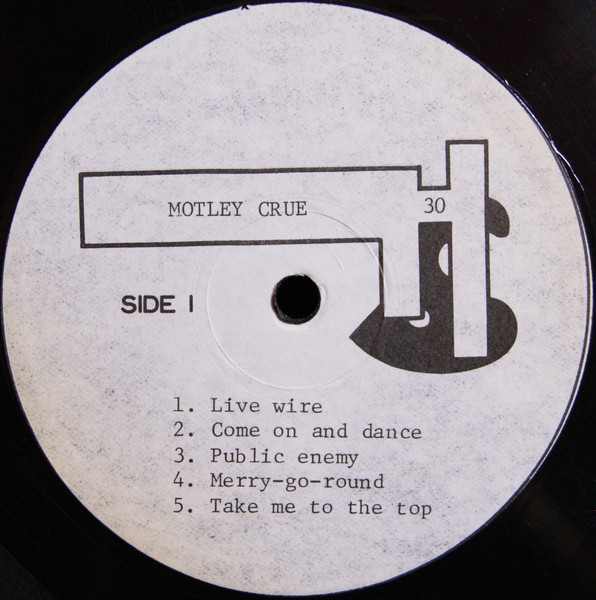 MOTLEY CRUE
30
SIDE I
1. Live wire
2. Come on and dance
3. Public enemy
4. Merry-go-round
5. Take me to the top